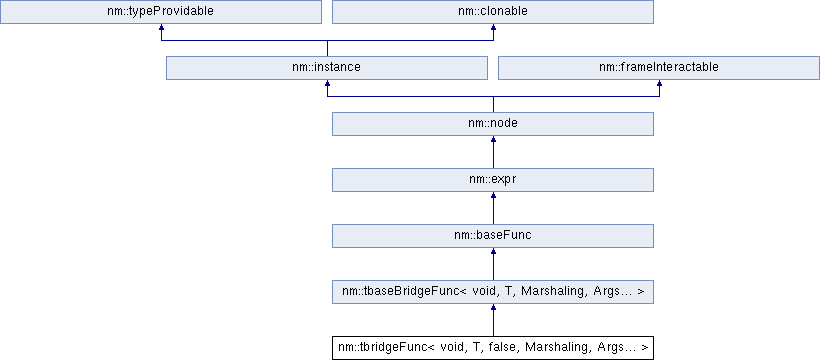 nm::typeProvidable
nm::clonable
nm::instance
nm::frameInteractable
nm::node
nm::expr
nm::baseFunc
nm::tbaseBridgeFunc< void, T, Marshaling, Args... >
nm::tbridgeFunc< void, T, false, Marshaling, Args... >